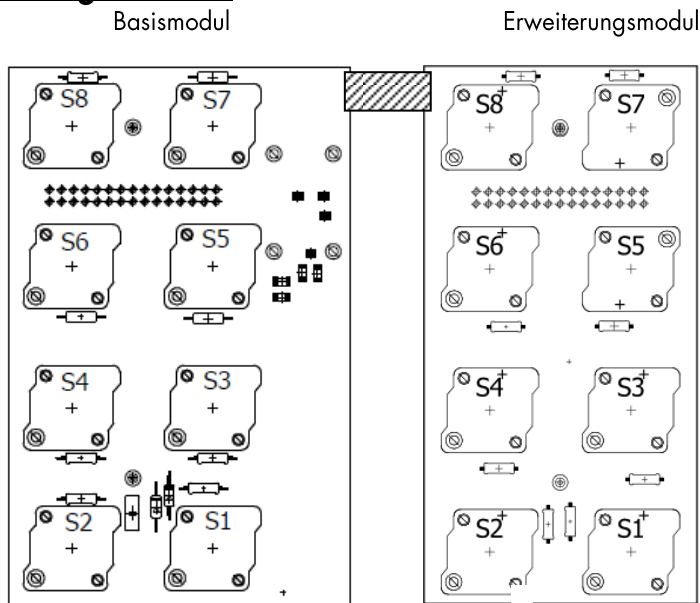 Basismodul Erweiterungsmodul
S8 S7 S8 S7
S6 S5 S6 S5
S4 S3 S4 S3
S2 S1 S2 S1